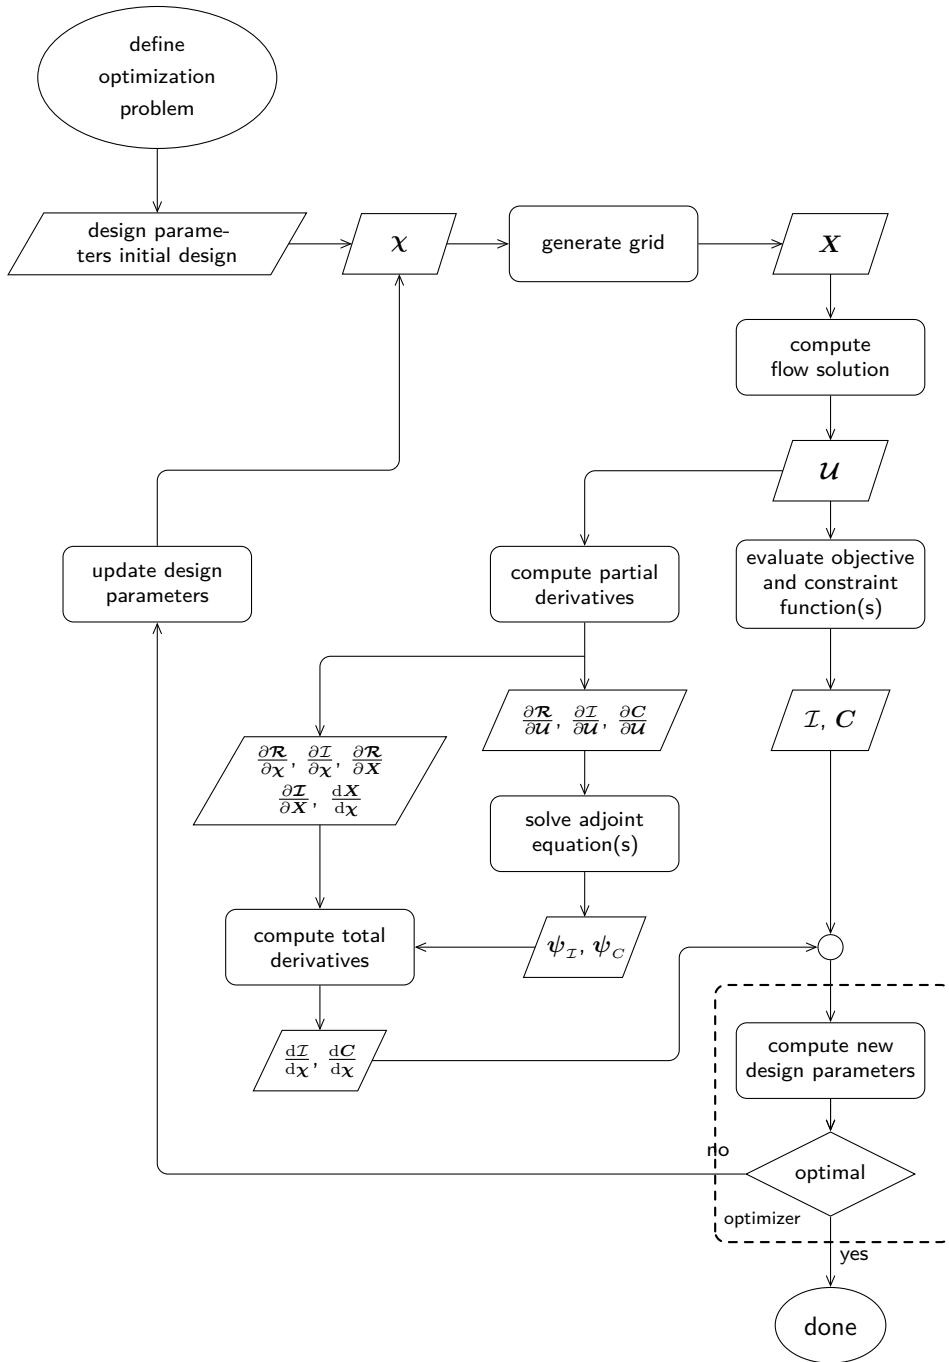 define
optimization
problem
design parame-
ters initial design
χ
generate grid
X
compute
flow solution
U
update design
parameters
compute partial
derivatives
evaluate objective
and constraint
function(s)
∂R/∂U, ∂I/∂U, ∂C/∂U
I, C
∂R/∂χ, ∂I/∂χ, ∂R/∂X
∂I/∂X, dX/dχ
solve adjoint
equation(s)
compute total
derivatives
ψ_I, ψ_C
dI/dχ, dC/dχ
compute new
design parameters
no
optimal
optimizer
yes
done